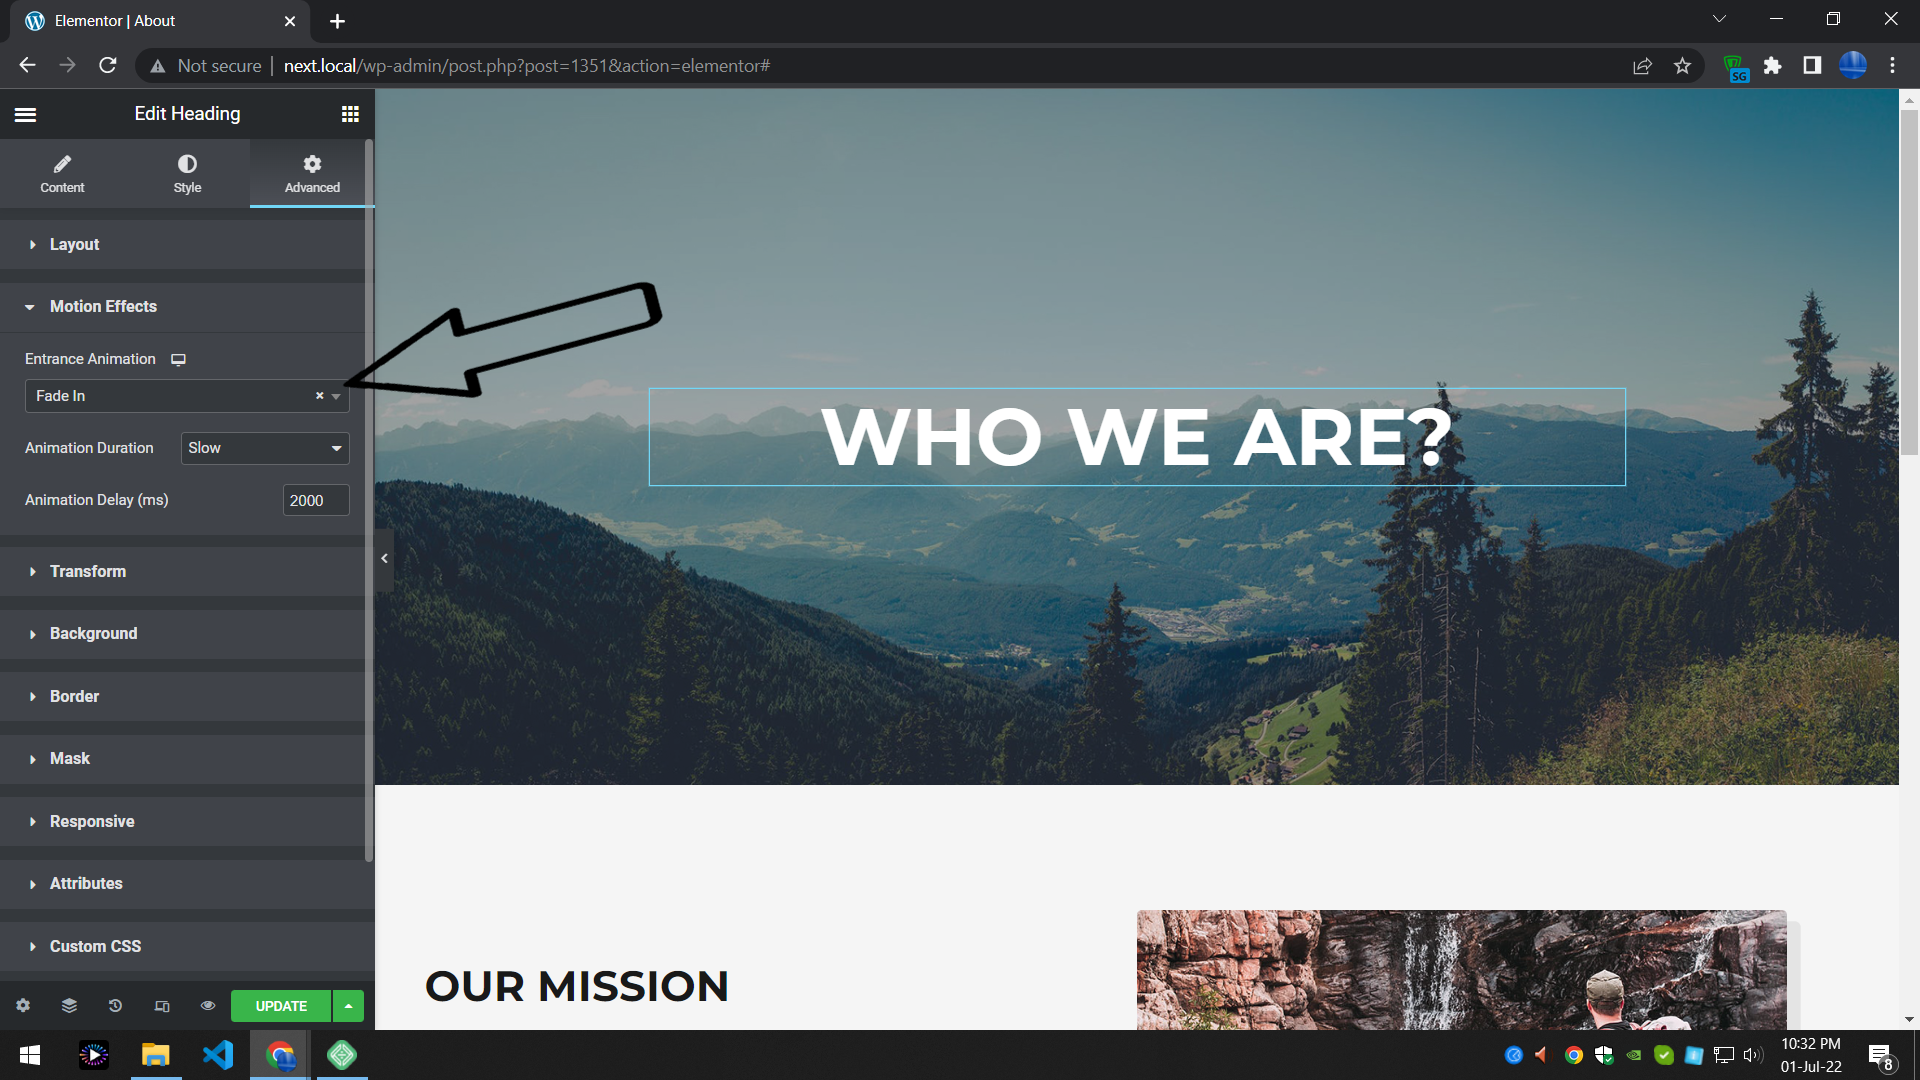 Elementor | About
Not secure | next.local/wp-admin/post.php?post=1351&action=elementor#
SG
Edit Heading
Content
Style
Advanced
Layout
Motion Effects
Entrance Animation
Fade In
Animation Duration
Slow
Animation Delay (ms)
2000
Transform
Background
Border
Mask
Responsive
Attributes
Custom CSS
UPDATE
WHO WE ARE?
OUR MISSION
10:32 PM
01-Jul-22
8